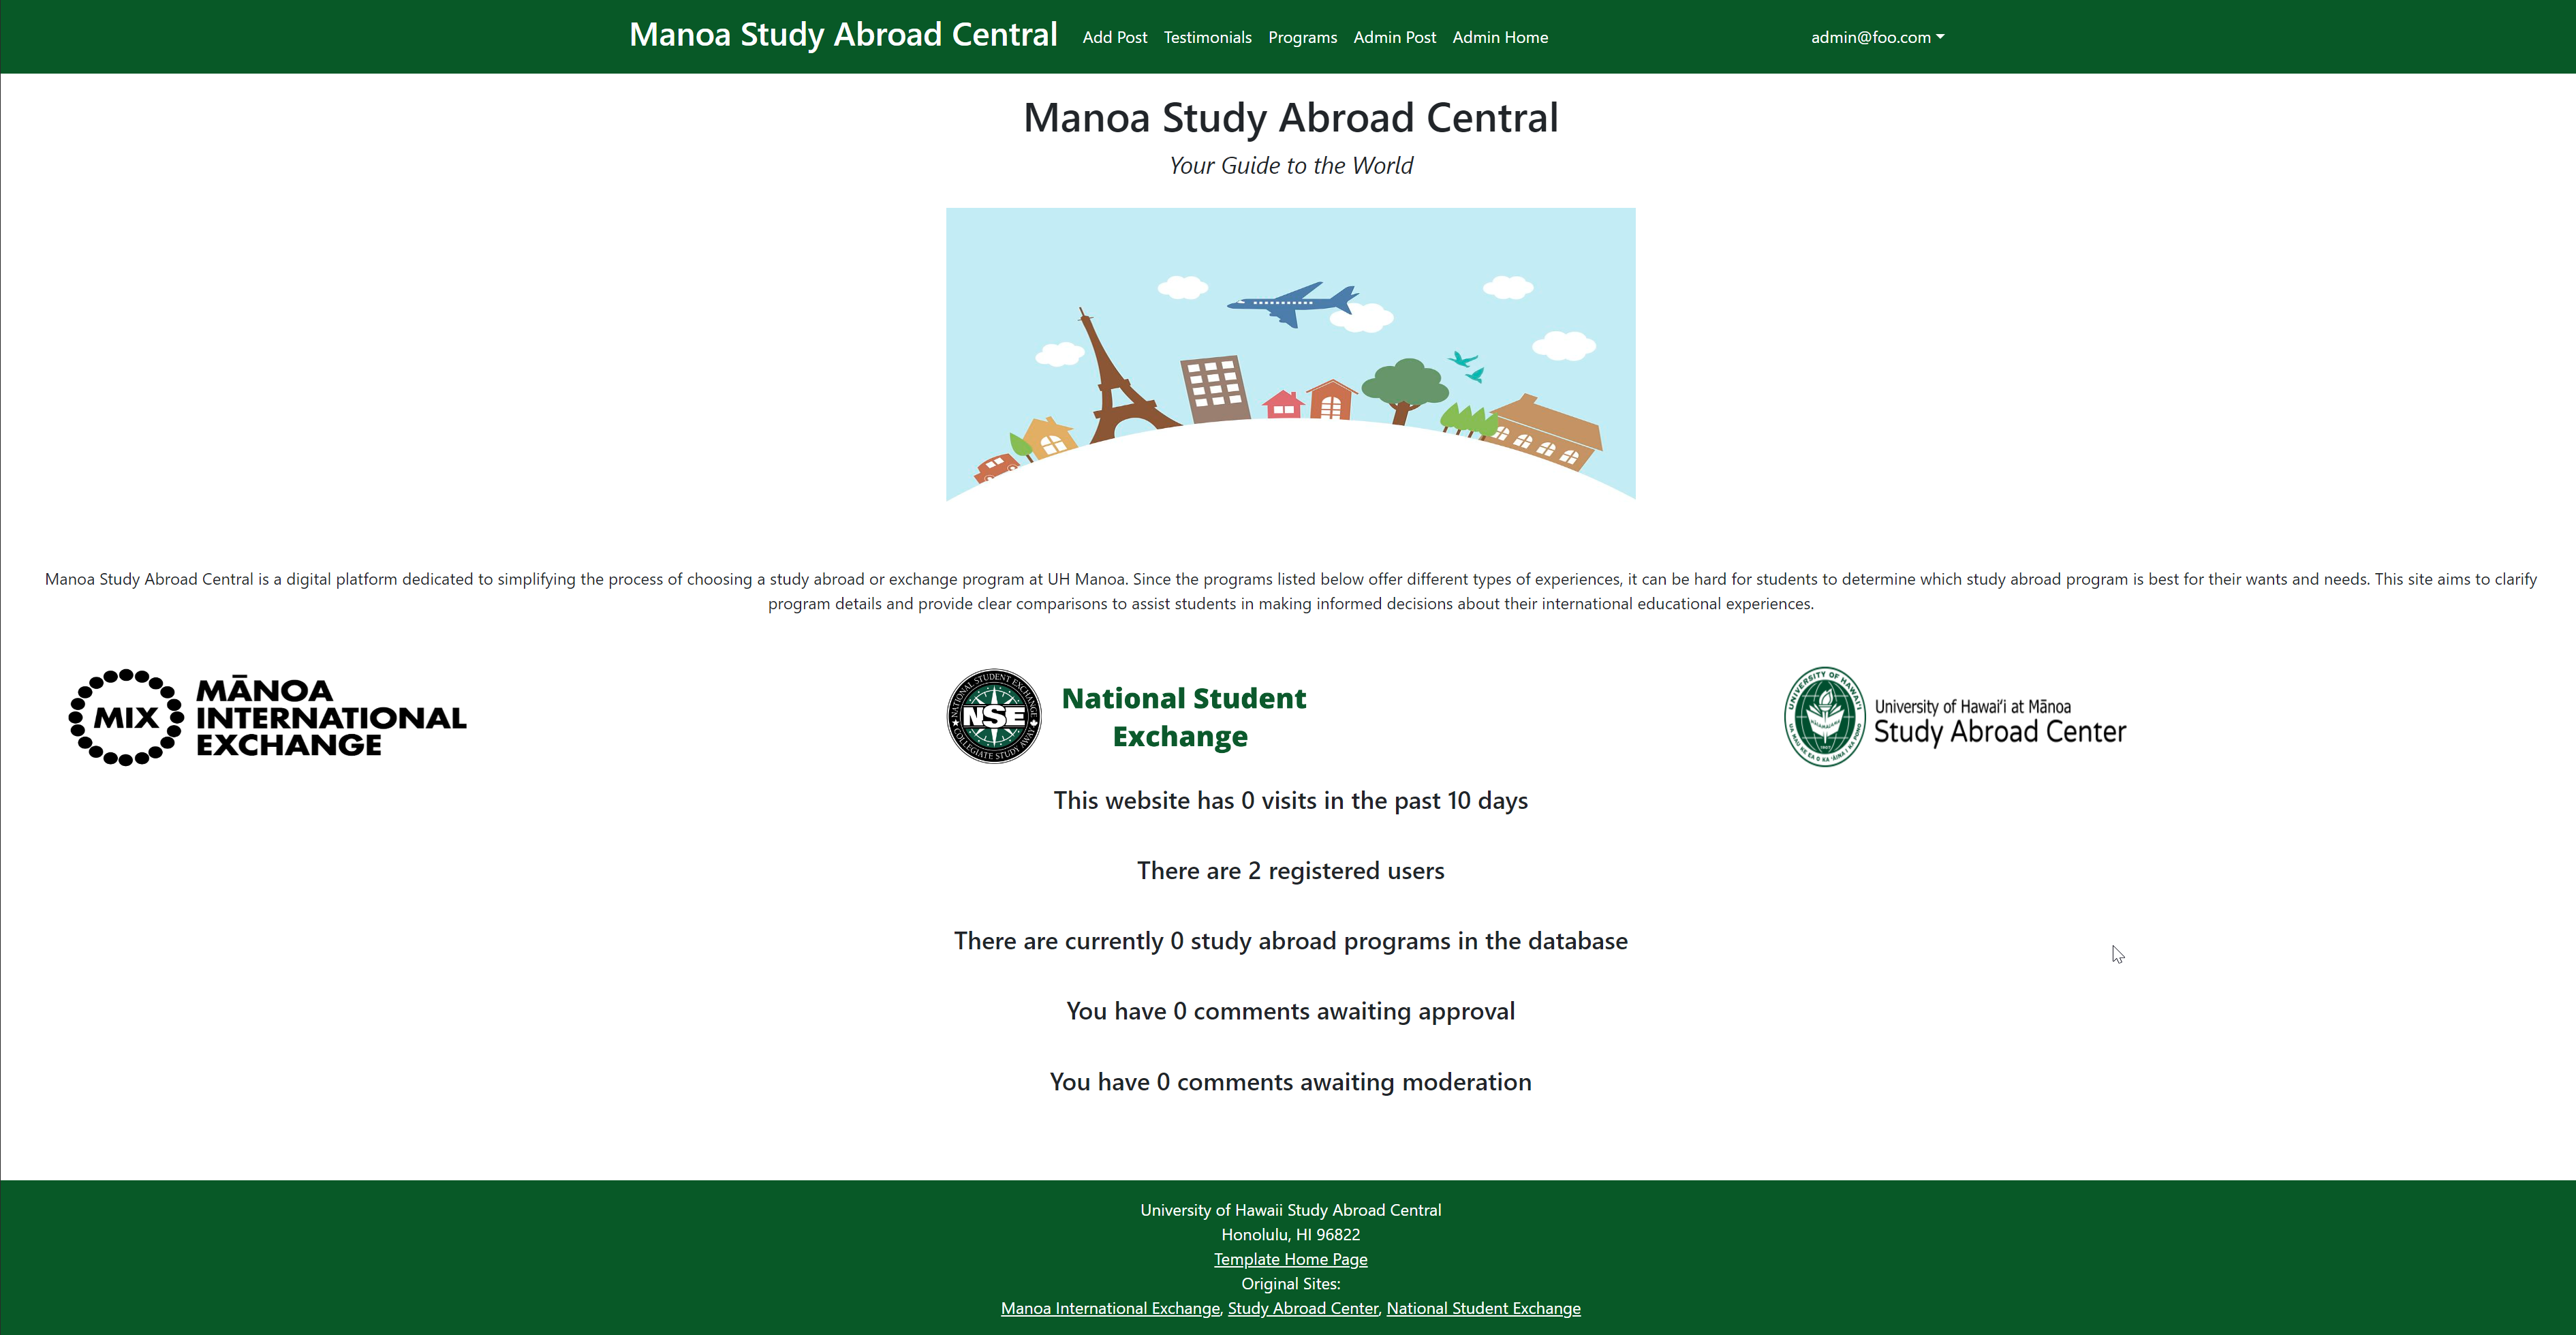 Manoa Study Abroad Central Add Post Testimonials Programs Admin Post Admin Home admin@foo.com
Manoa Study Abroad Central
Your Guide to the World
Manoa Study Abroad Central is a digital platform dedicated to simplifying the process of choosing a study abroad or exchange program at UH Manoa. Since the programs listed below offer different types of experiences, it can be hard for students to determine which study abroad program is best for their wants and needs. This site aims to clarify
program details and provide clear comparisons to assist students in making informed decisions about their international educational experiences.
MIX
MĀNOA
INTERNATIONAL
EXCHANGE
NATIONAL STUDENT EXCHANGE
NSE
COLLEGIATE STUDY AWAY
National Student
Exchange
UNIVERSITY OF HAWAI'I
1907
University of Hawai'i at Mānoa
Study Abroad Center
This website has 0 visits in the past 10 days
There are 2 registered users
There are currently 0 study abroad programs in the database
You have 0 comments awaiting approval
You have 0 comments awaiting moderation
University of Hawaii Study Abroad Central
Honolulu, HI 96822
Template Home Page
Original Sites:
Manoa International Exchange, Study Abroad Center, National Student Exchange